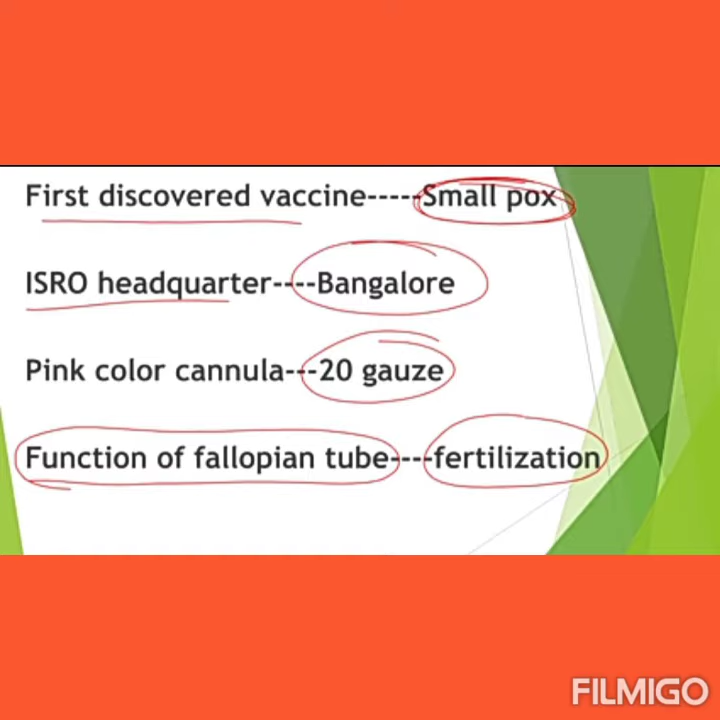 First discovered vaccine-----Small pox
ISRO headquarter----Bangalore
Pink color cannula---20 gauze
Function of fallopian tube----fertilization
FILMIGO